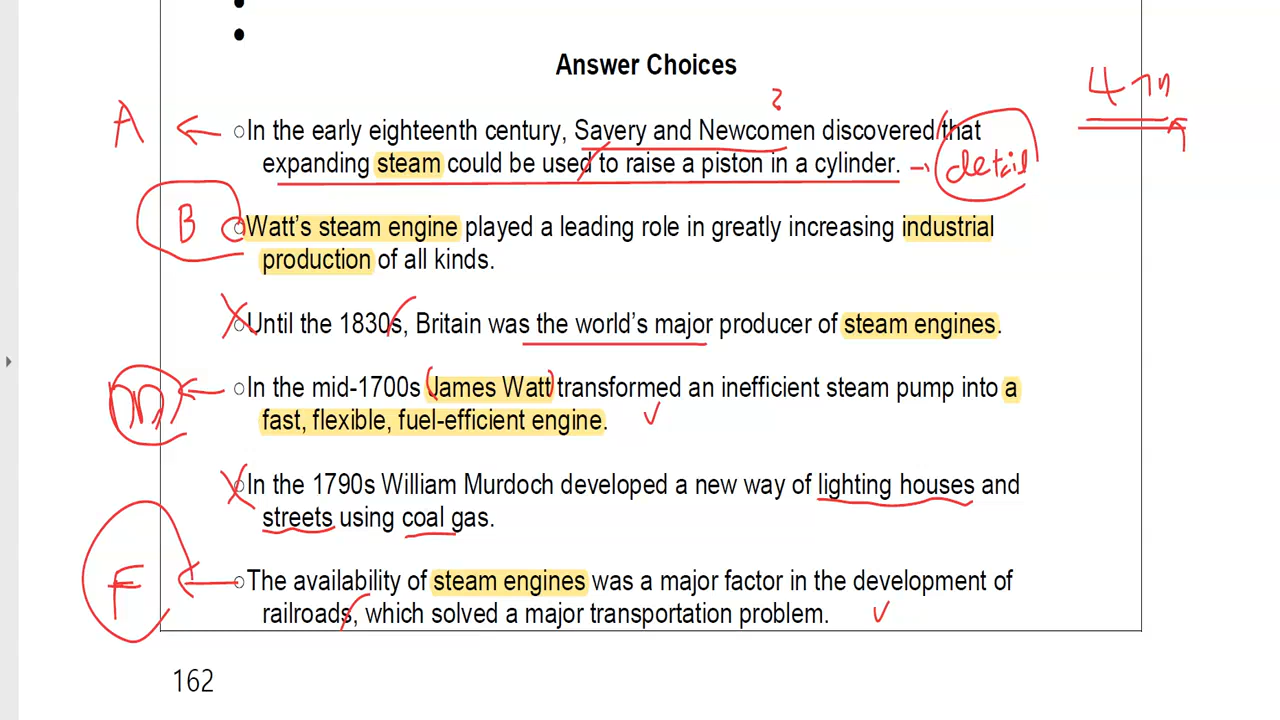 Answer Choices
In the early eighteenth century, Savery and Newcomen discovered that
expanding steam could be used to raise a piston in a cylinder.
detail
A
B
Watt's steam engine played a leading role in greatly increasing industrial
production of all kinds.
Until the 1830s, Britain was the world's major producer of steam engines.
In the mid-1700s James Watt transformed an inefficient steam pump into a
fast, flexible, fuel-efficient engine.
In the 1790s William Murdoch developed a new way of lighting houses and
streets using coal gas.
F
The availability of steam engines was a major factor in the development of
railroads, which solved a major transportation problem.
162